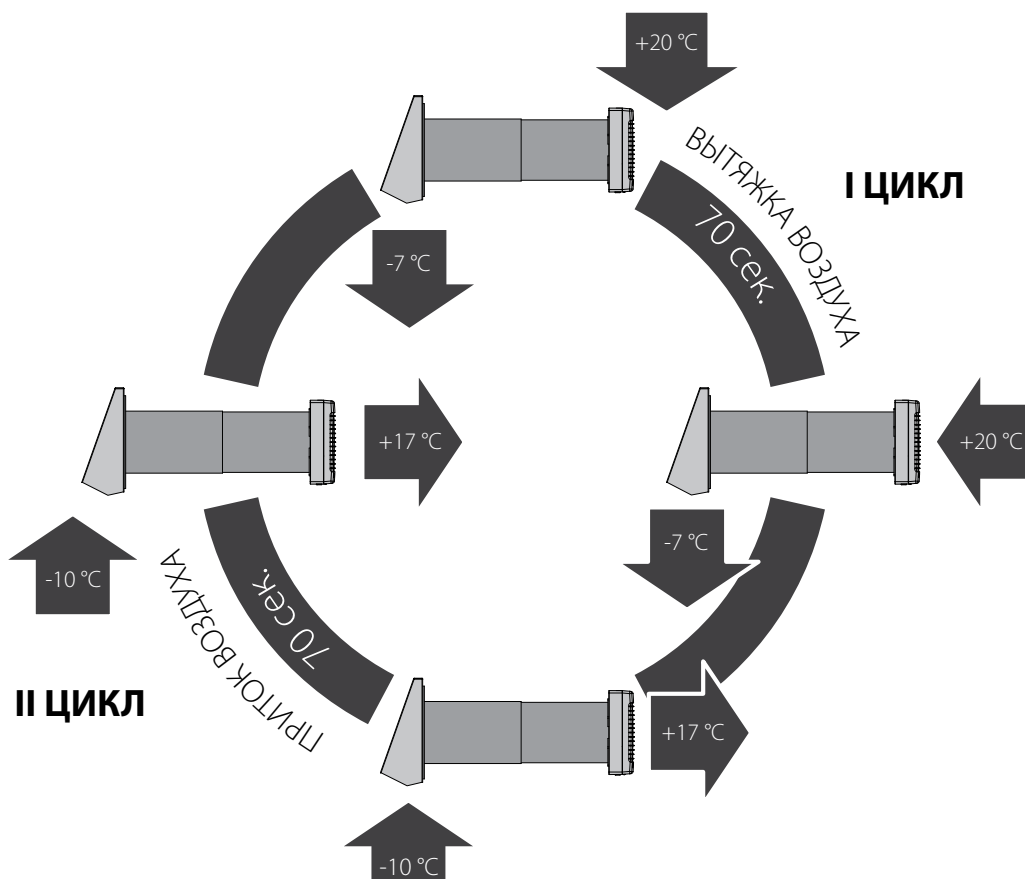 +20 °C
ВЫТЯЖКА ВОЗДУХА
I ЦИКЛ
70 сек.
-7 °C
+17 °C
+20 °C
-7 °C
-10 °C
ПРИТОК ВОЗДУХА
70 сек.
II ЦИКЛ
+17 °C
-10 °C